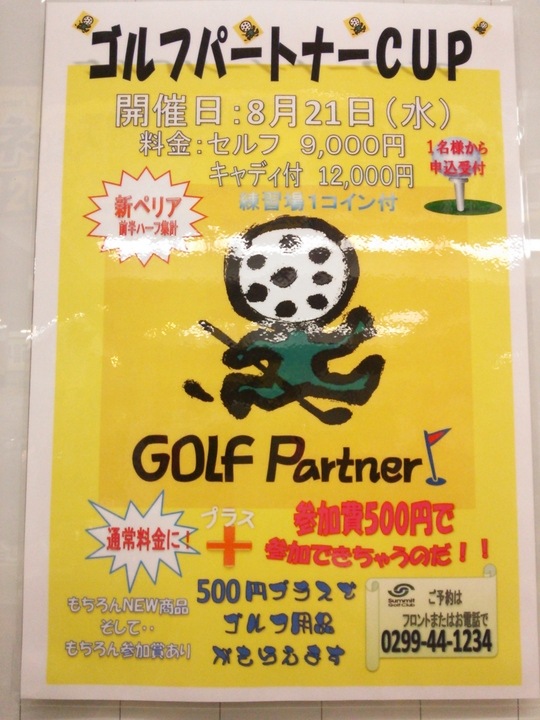 ゴルフパートナーCUP
開催日：8月21日（水）
料金：セルフ 9,000円
キャディ付 12,000円
練習場1コイン付
1名様から
申込受付
新ペリア
前半ハーフ集計
GOLF Partner
通常料金に！
プラス
+
参加費500円で
参加できちゃうのだ！！
もちろんNEW商品
そして‥
もちろん参加賞あり
500円プラスで
ゴルフ用品
がもらえます
Summit
Golf Club
ご予約は
フロントまたはお電話で
0299-44-1234